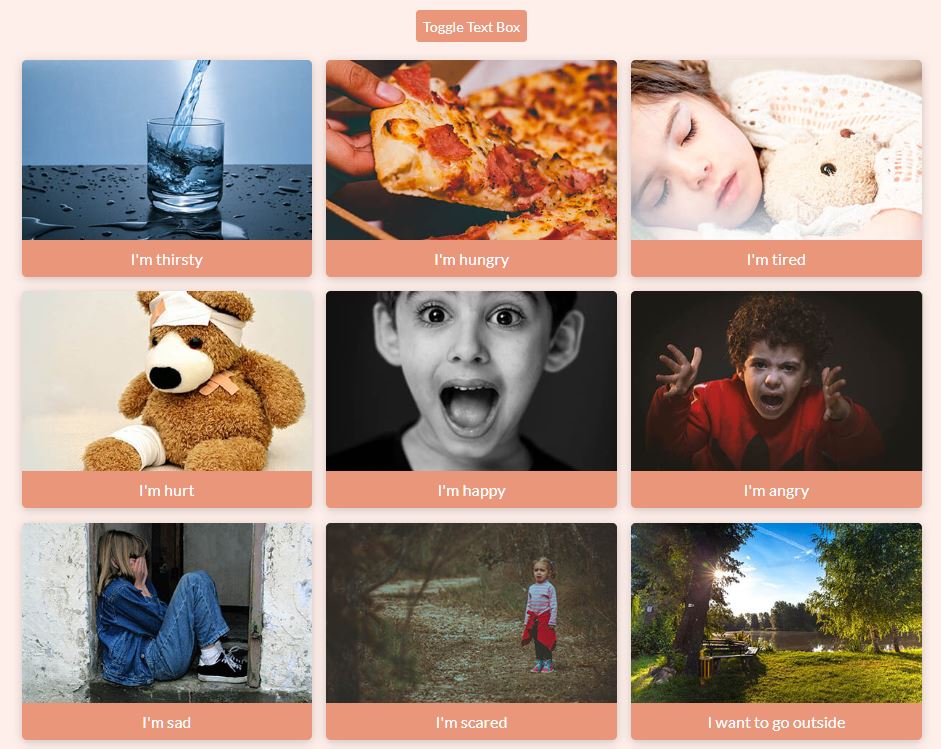 Toggle Text Box
I'm thirsty
I'm hungry
I'm tired
I'm hurt
I'm happy
I'm angry
I'm sad
I'm scared
I want to go outside